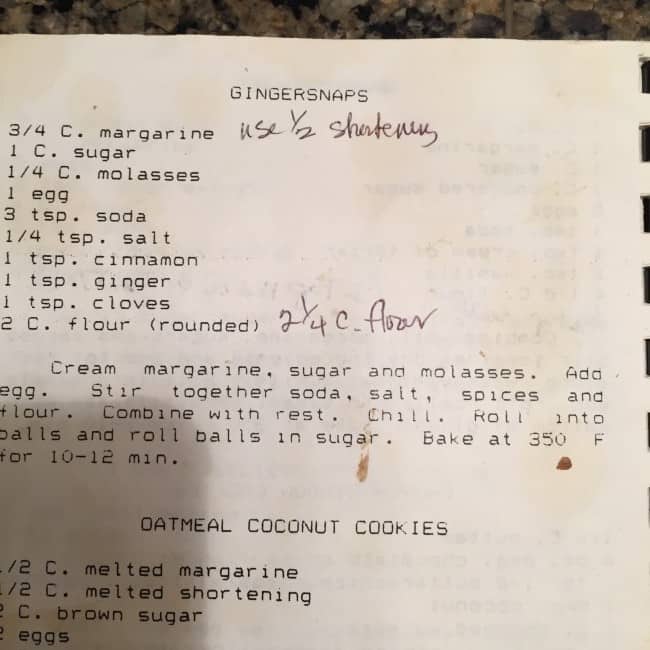 GINGERSNAPS
3/4 C. margarine use 1/2 shortening
1 C. sugar
1/4 C. molasses
1 egg
3 tsp. soda
1/4 tsp. salt
1 tsp. cinnamon
1 tsp. ginger
1 tsp. cloves
2 C. flour (rounded) 2 1/4 C. flour
Cream margarine, sugar and molasses. Add
egg. Stir together soda, salt, spices and
flour. Combine with rest. Chill. Roll into
balls and roll balls in sugar. Bake at 350 F
for 10-12 min.
OATMEAL COCONUT COOKIES
1/2 C. melted margarine
1/2 C. melted shortening
2 C. brown sugar
2 eggs